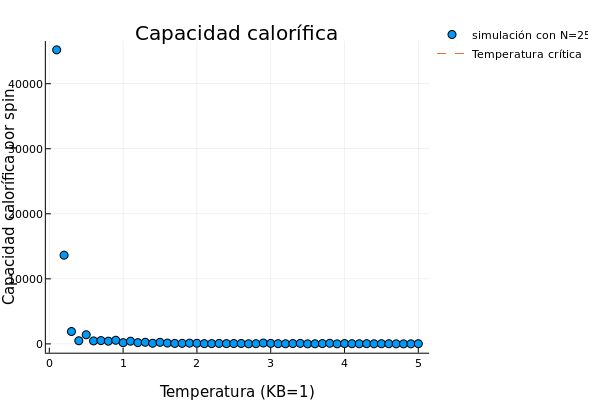 Capacidad calorífica
simulación con N=25
Temperatura crítica
Capacidad calorífica por spin
40000
30000
20000
10000
0
0 1 2 3 4 5
Temperatura (KB=1)